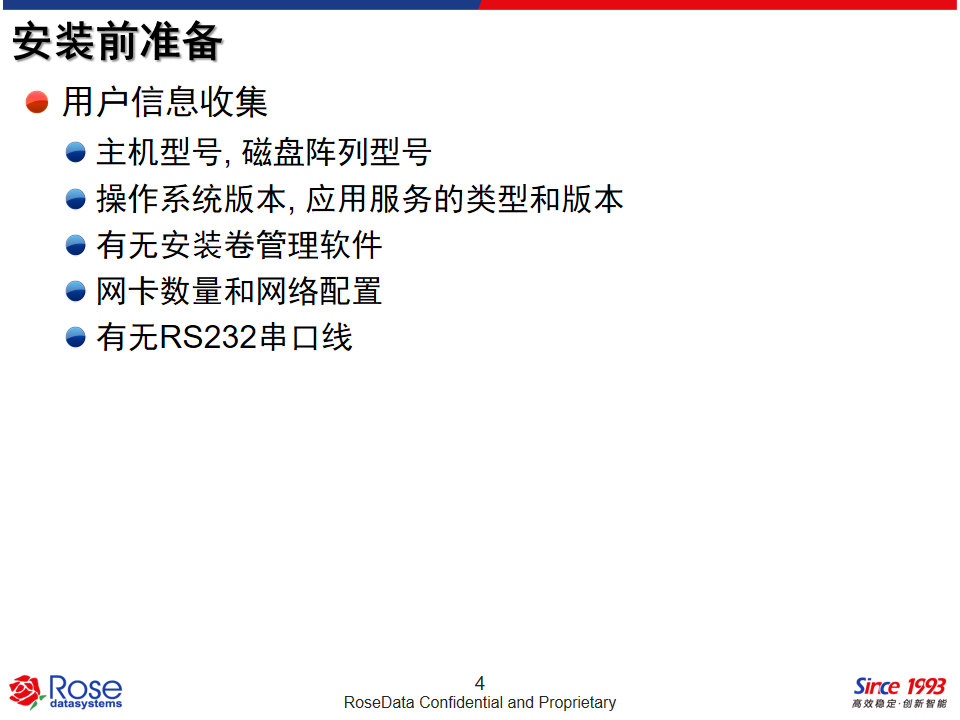 安装前准备
用户信息收集
主机型号, 磁盘阵列型号
操作系统版本, 应用服务的类型和版本
有无安装卷管理软件
网卡数量和网络配置
有无RS232串口线
Rose
datasystems
4
RoseData Confidential and Proprietary
Since 1993
高效稳定·创新智能